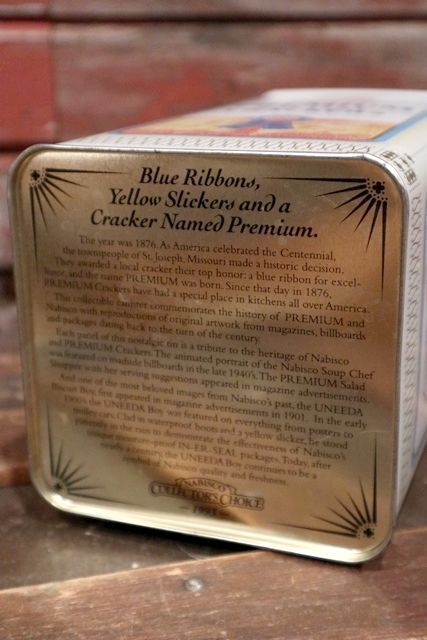 Blue Ribbons,
Yellow Slickers and a
Cracker Named Premium.
The year was 1876. As America celebrated the Centennial,
the townspeople of St. Joseph, Missouri made a historic decision.
They awarded a local cracker their top honor: a blue ribbon for excel-
lence, and the name PREMIUM was born. Since that day in 1876,
PREMIUM Crackers have had a special place in kitchens all over America.
This collectable canister commemorates the history of PREMIUM and
Nabisco with reproductions of original artwork from magazines, billboards
and packages dating back to the turn of the century.
Each panel of this nostalgic tin is a tribute to the heritage of Nabisco
and PREMIUM Crackers. The animated portrait of the Nabisco Soup Chef
was featured on roadside billboards in the late 1940's. The PREMIUM Salad
Shopper with her serving suggestions appeared in magazine advertisements.
And one of the most beloved images from Nabisco's past, the UNEEDA
Biscuit Boy, first appeared in magazine advertisements in 1901. In the early
1900's the UNEEDA Boy was featured on everything from posters to
trolley cars. Clad in waterproof boots and a yellow slicker, he stood
patiently in the rain to demonstrate the effectiveness of Nabisco's
unique moisture-proof IN-ER-SEAL packages. Today, after
nearly a century, the UNEEDA Boy continues to be a
symbol of Nabisco quality and freshness.
NABISCO
COLLECTOR'S CHOICE
1993